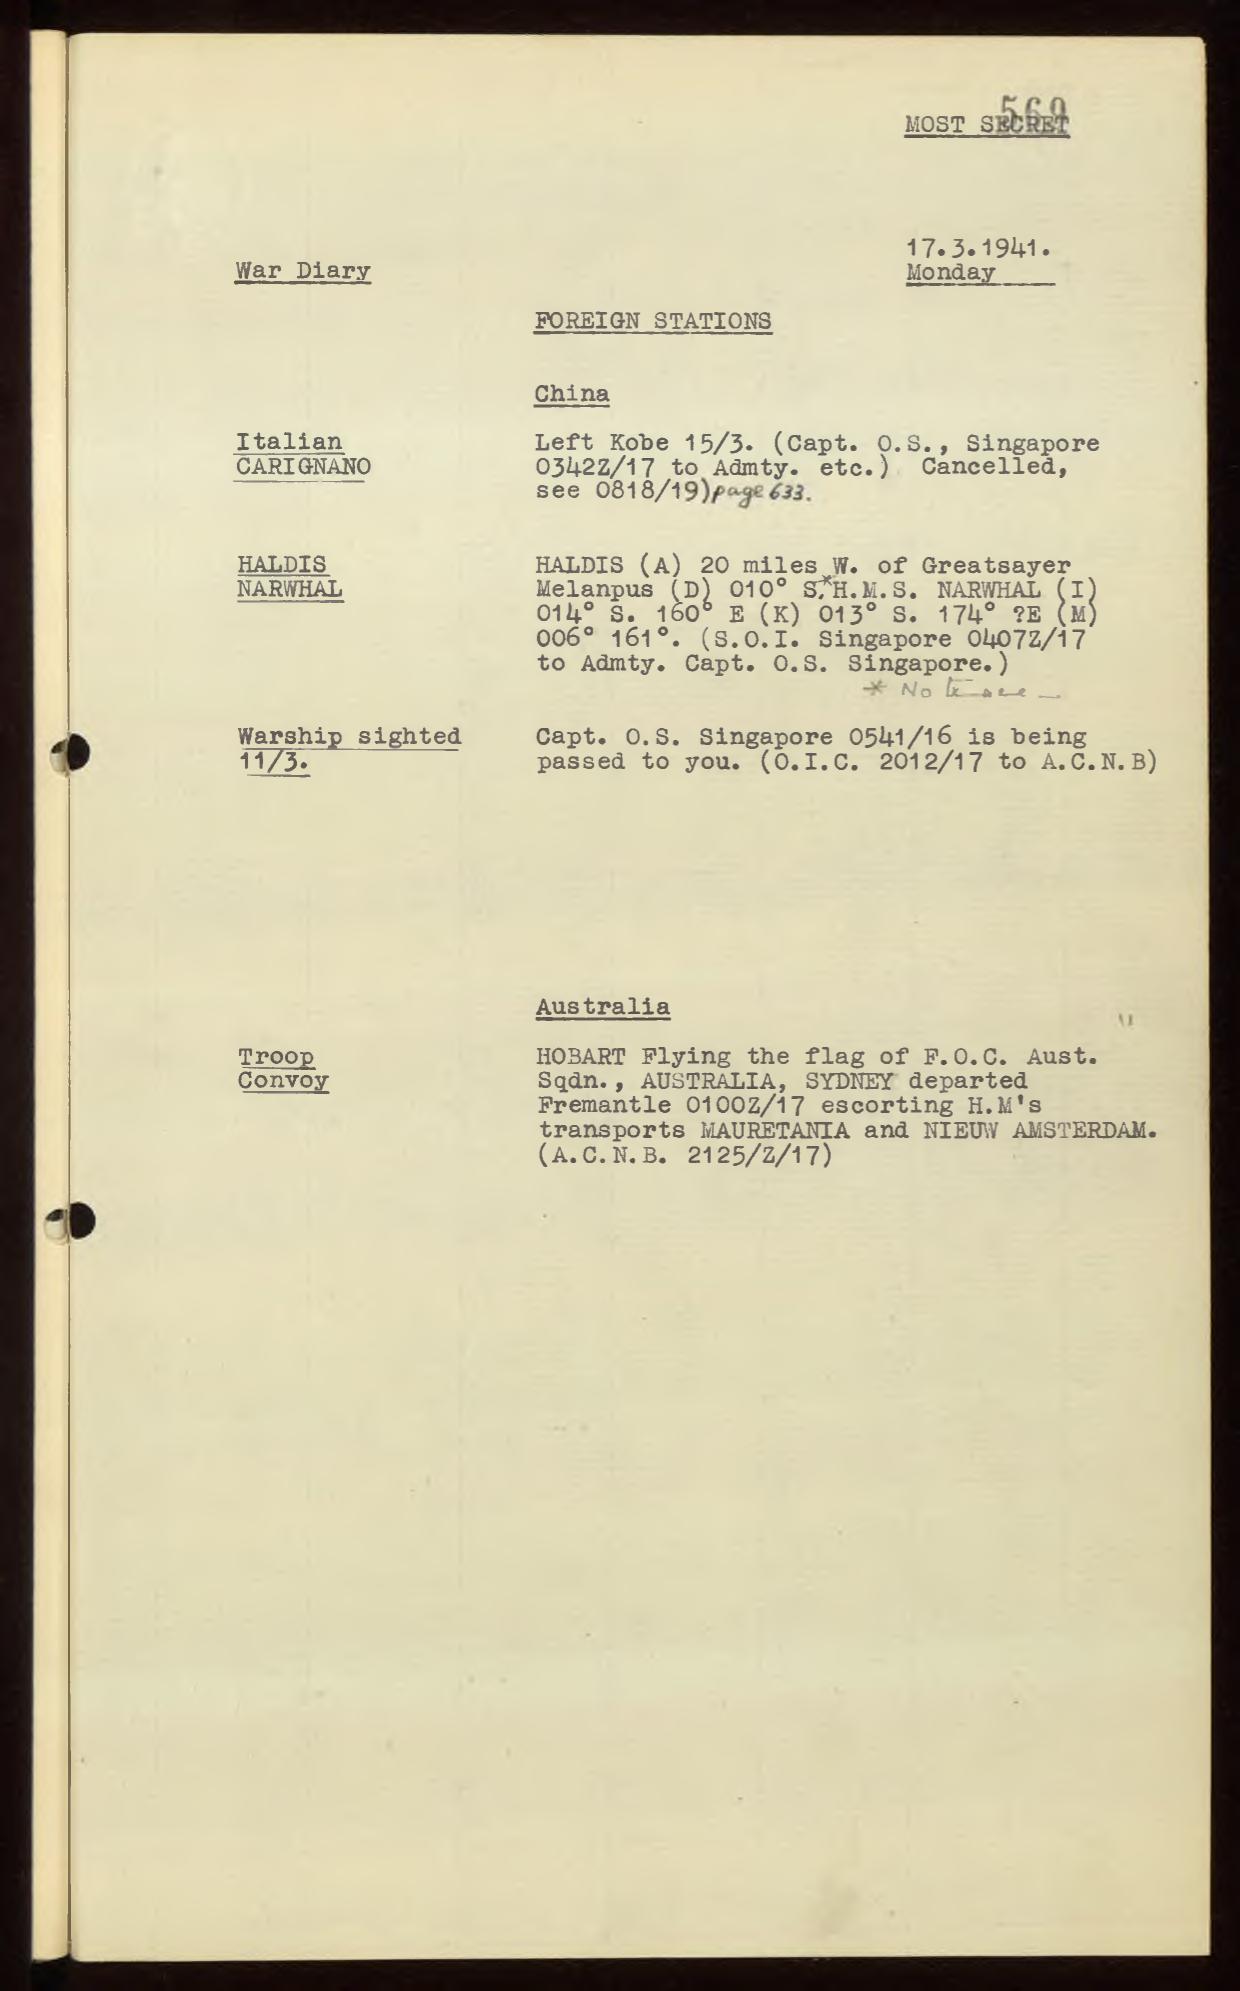 569
MOST SECRET
17.3.1941.
War Diary
Monday
FOREIGN STATIONS
China
Italian
CARIGNANO
Left Kobe 15/3. (Capt. O.S., Singapore
0342Z/17 to Admty. etc.) Cancelled,
see 0818/19) page 633.
HALDIS
NARWHAL
HALDIS (A) 20 miles W. of Greatsayer
Melanpus (D) 010° S.* H.M.S. NARWHAL (I)
014° S. 160° E (K) 013° S. 174° ?E (M)
006° 161°. (S.O.I. Singapore 0407Z/17
to Admty. Capt. O.S. Singapore.)
* No trace
Warship sighted
11/3.
Capt. O.S. Singapore 0541/16 is being
passed to you. (O.I.C. 2012/17 to A.C.N.B)
Australia
Troop
Convoy
HOBART Flying the flag of F.O.C. Aust.
Sqdn., AUSTRALIA, SYDNEY departed
Fremantle 0100Z/17 escorting H.M's
transports MAURETANIA and NIEUW AMSTERDAM.
(A.C.N.B. 2125/Z/17)